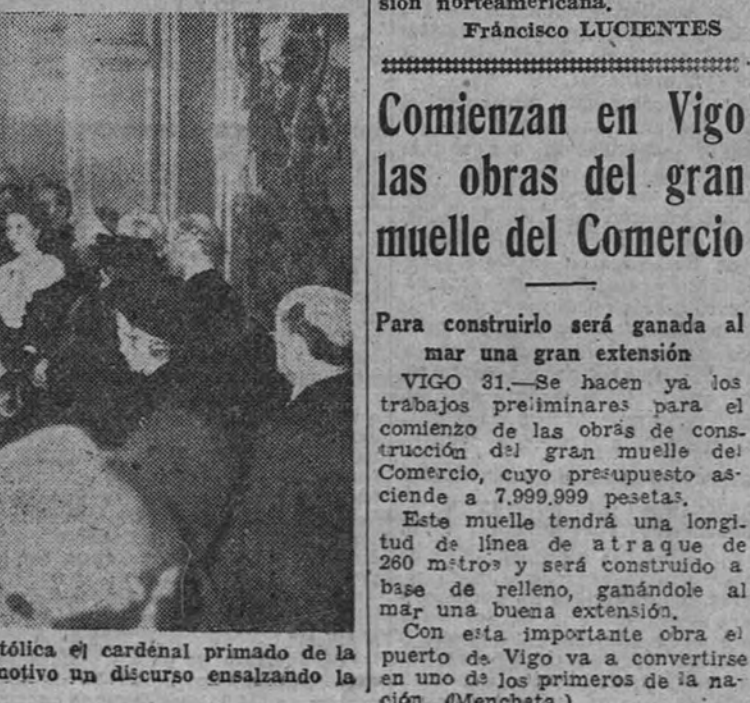 sión norteamericana.
Fráncisco LUCIENTES
Comienzan en Vigo
las obras del gran
muelle del Comercio
Para construirlo será ganada al
mar una gran extensión
VIGO 31.—Se hacen ya los
trabajos preliminares para el
comienzo de las obras de cons-
trucción del gran muelle del
Comercio, cuyo presupuesto as-
ciende a 7.999.999 pesetas.
Este muelle tendrá una longi-
tud de línea de atraque de
260 metros y será construido a
base de relleno, ganándole al
mar una buena extensión.
Con esta importante obra el
puerto de Vigo va a convertirse
en uno de los primeros de la na-
ción. (Mencheta.)
tólica el cardenal primado de la
motivo un discurso ensalzando la